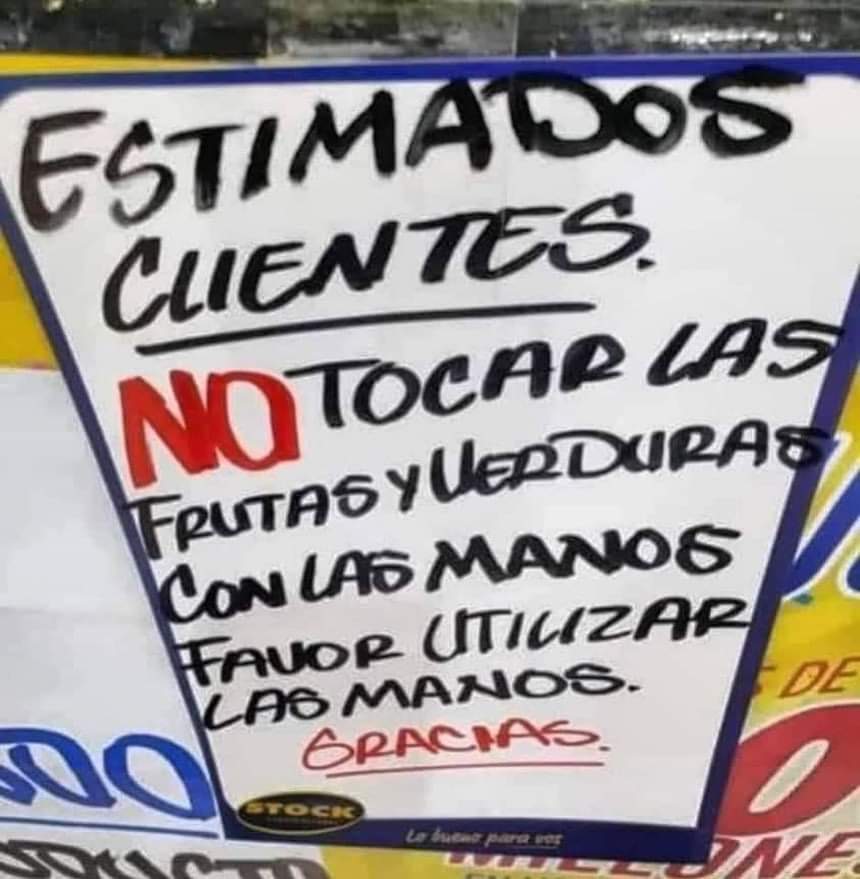 ESTIMADOS
CLIENTES.
NO TOCAR LAS
FRUTAS Y VERDURAS
CON LAS MANOS
FAVOR UTILIZAR
LAS MANOS.
GRACIAS.
STOCK
Lo bueno para vos
DE